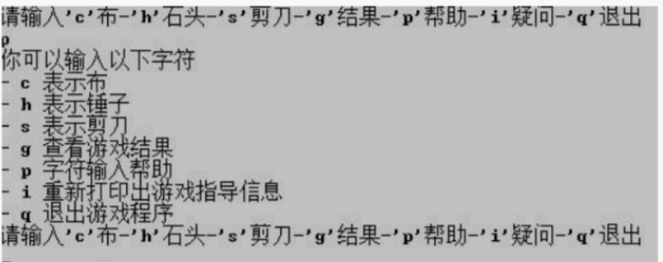 请输入'c'布-'h'石头-'s'剪刀-'g'结果-'p'帮助-'i'疑问-'q'退出
p
你可以输入以下字符
- c 表示布
- h 表示锤子
- s 表示剪刀
- g 查看游戏结果
- p 字符输入帮助
- i 重新打印出游戏指导信息
- q 退出游戏程序
请输入'c'布-'h'石头-'s'剪刀-'g'结果-'p'帮助-'i'疑问-'q'退出